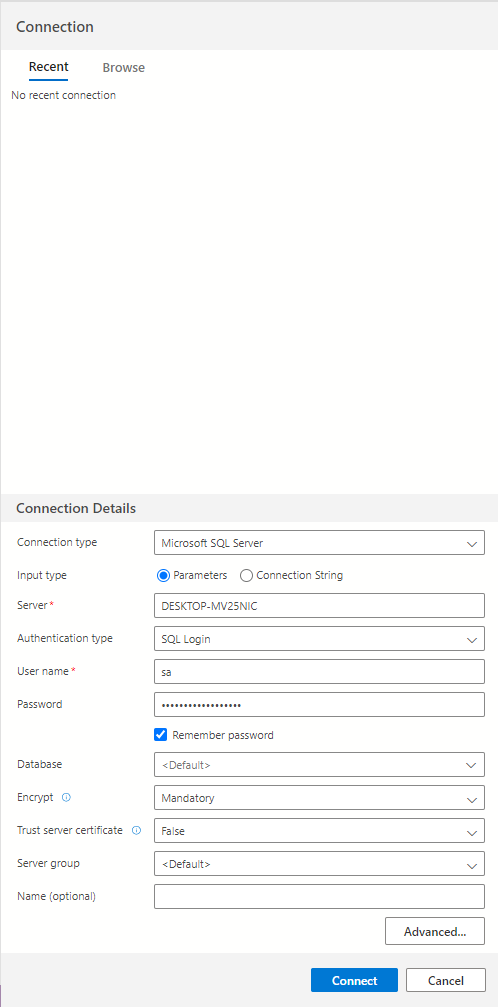 Connection
Recent Browse
No recent connection
Connection Details
Connection type Microsoft SQL Server
Input type Parameters Connection String
Server* DESKTOP-MV25NIC
Authentication type SQL Login
User name* sa
Password ••••••••••••••••••
Remember password
Database <Default>
Encrypt Mandatory
Trust server certificate False
Server group <Default>
Name (optional)
Advanced...
Connect Cancel